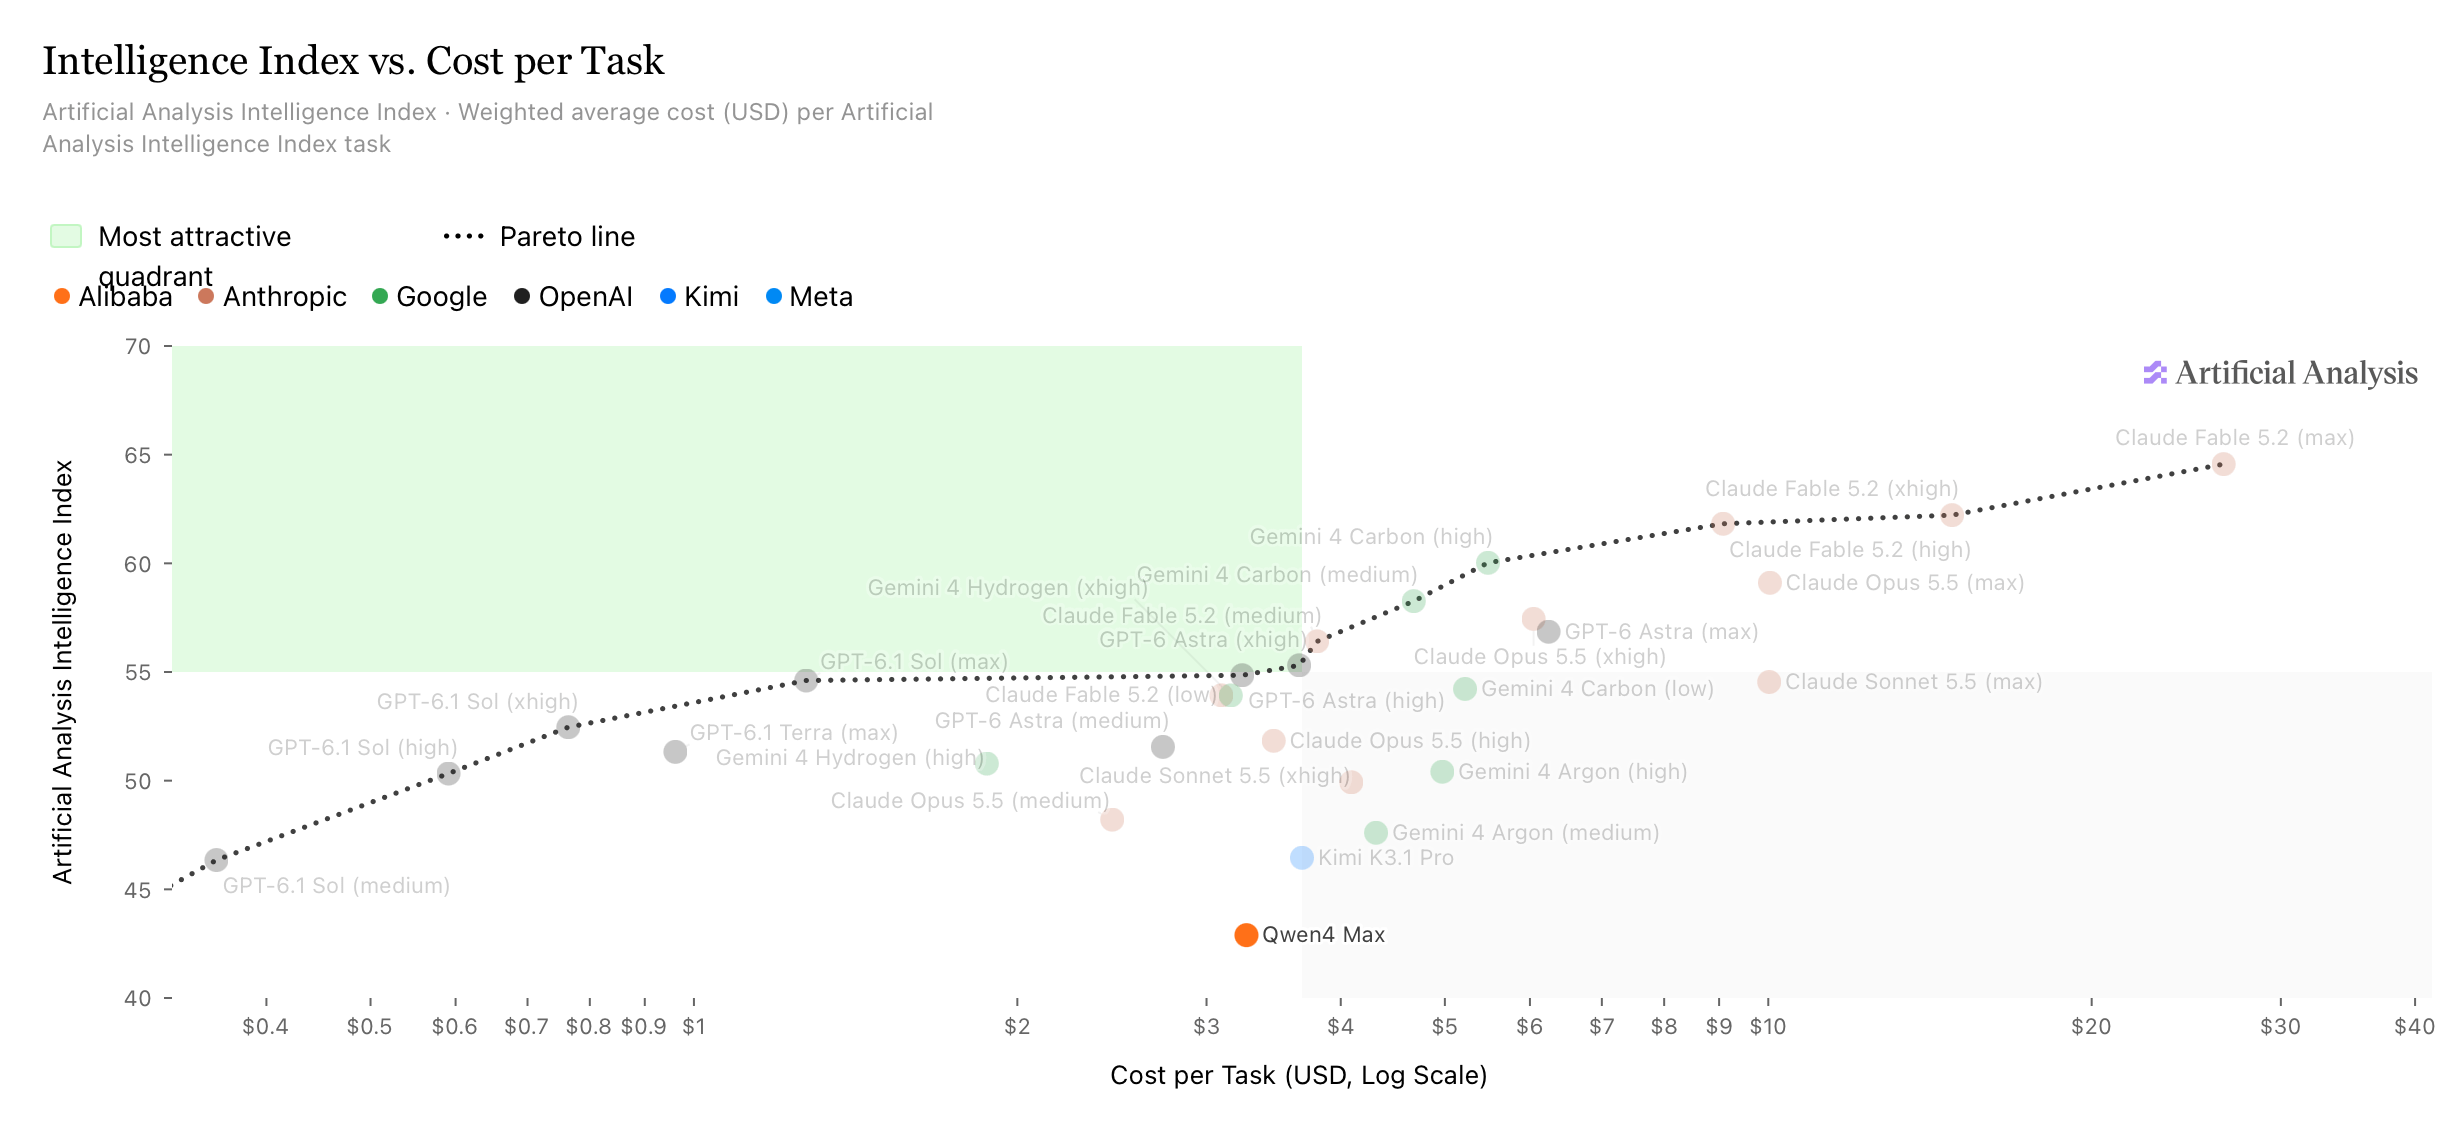 Intelligence Index vs. Cost per Task
Artificial Analysis Intelligence Index · Weighted average cost (USD) per Artificial
Analysis Intelligence Index task
Most attractive
quadrant
Pareto line
Alibaba
Anthropic
Google
OpenAI
Kimi
Meta
Artificial Analysis
Artificial Analysis Intelligence Index
70
65
60
55
50
45
40
Claude Fable 5.2 (max)
Claude Fable 5.2 (xhigh)
Gemini 4 Carbon (high)
Claude Fable 5.2 (high)
Gemini 4 Carbon (medium)
Claude Opus 5.5 (max)
Gemini 4 Hydrogen (xhigh)
Claude Fable 5.2 (medium)
GPT-6 Astra (max)
GPT-6 Astra (xhigh)
Claude Opus 5.5 (xhigh)
GPT-6.1 Sol (max)
Claude Sonnet 5.5 (max)
Gemini 4 Carbon (low)
Claude Fable 5.2 (low)
GPT-6 Astra (high)
GPT-6.1 Sol (xhigh)
GPT-6 Astra (medium)
GPT-6.1 Terra (max)
Claude Opus 5.5 (high)
GPT-6.1 Sol (high)
Gemini 4 Hydrogen (high)
Gemini 4 Argon (high)
Claude Sonnet 5.5 (xhigh)
Claude Opus 5.5 (medium)
Gemini 4 Argon (medium)
Kimi K3.1 Pro
GPT-6.1 Sol (medium)
Qwen4 Max
$0.4
$0.5
$0.6
$0.7
$0.8
$0.9
$1
$2
$3
$4
$5
$6
$7
$8
$9
$10
$20
$30
$40
Cost per Task (USD, Log Scale)